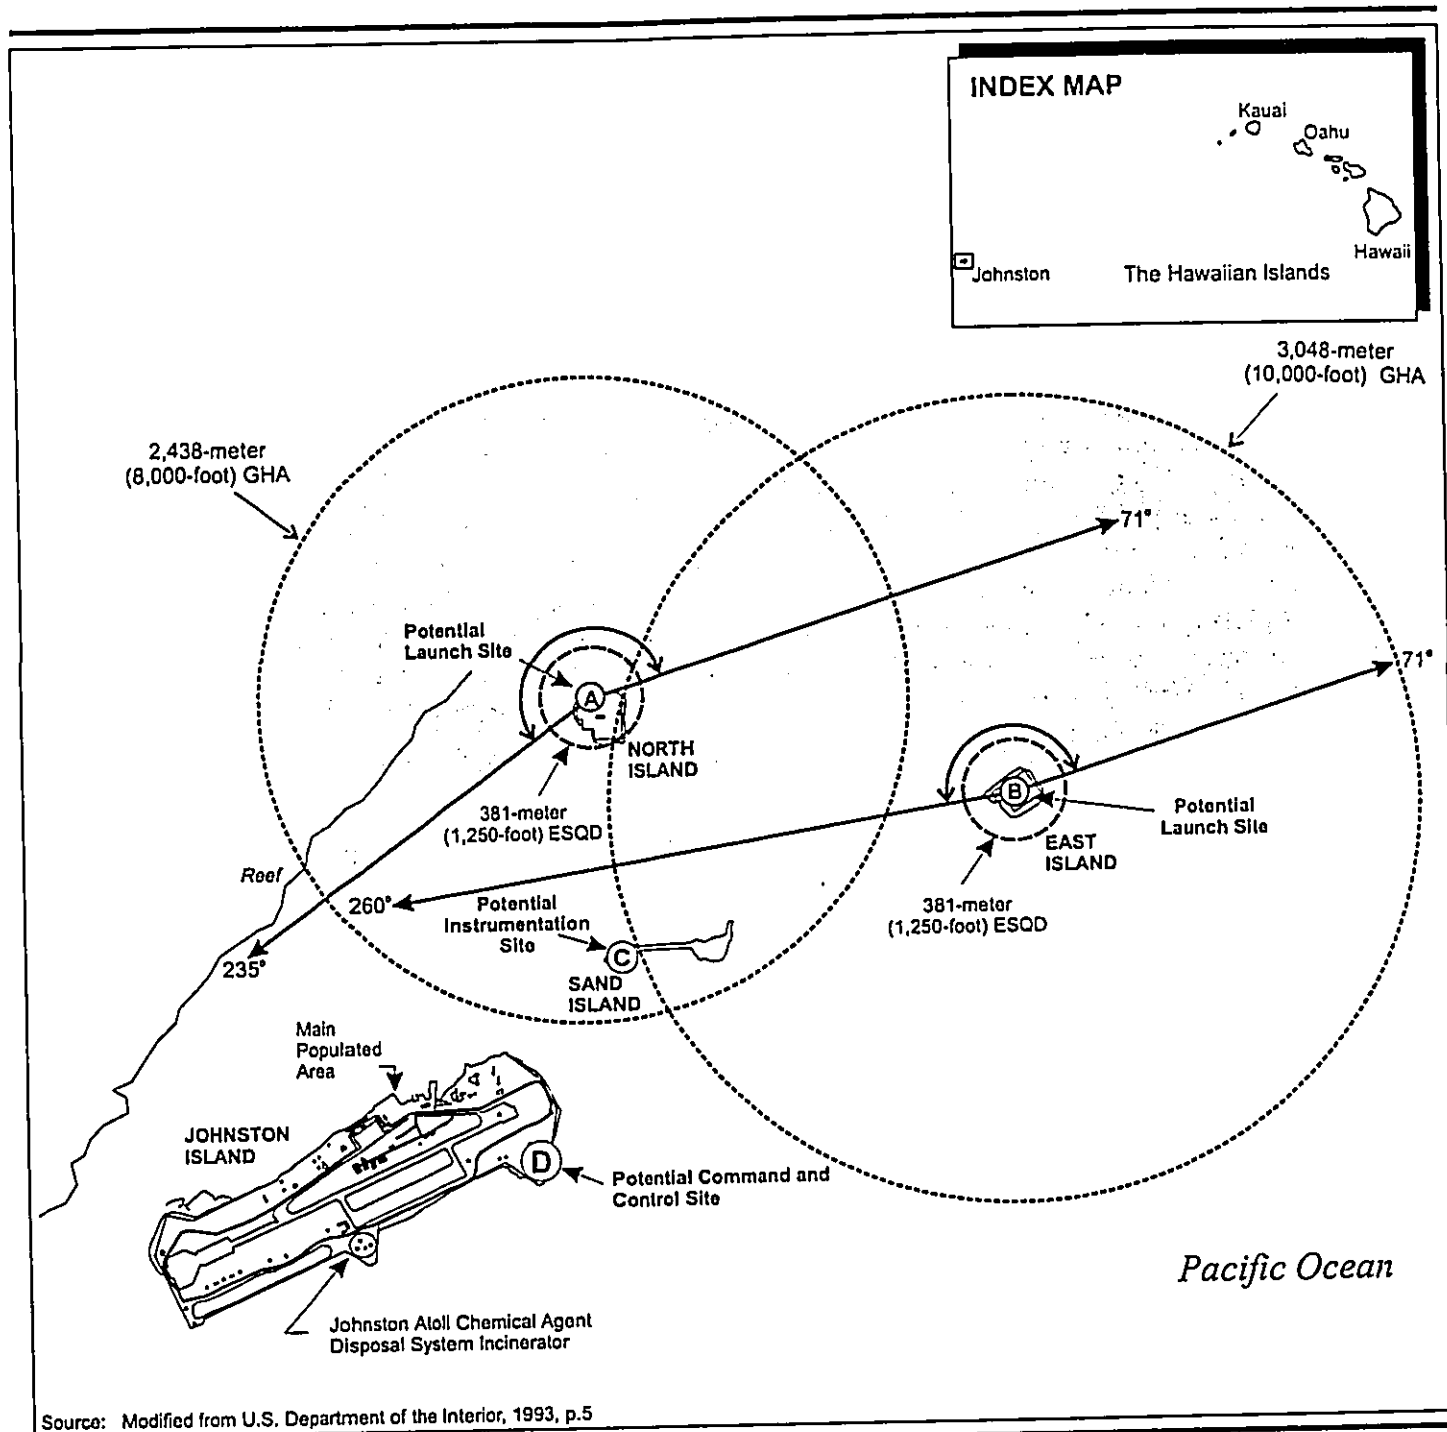 INDEX MAP
Kauai
Oahu
Hawaii
Johnston
The Hawaiian Islands
3,048-meter
(10,000-foot) GHA
2,438-meter
(8,000-foot) GHA
71°
Potential
Launch Site
A
71°
NORTH
ISLAND
381-meter
(1,250-foot) ESQD
B
Potential
Launch Site
EAST
ISLAND
Reef
260°
Potential
Instrumentation
Site
381-meter
(1,250-foot) ESQD
235°
C
SAND
ISLAND
Main
Populated
Area
JOHNSTON
ISLAND
D
Potential Command and
Control Site
Pacific Ocean
Johnston Atoll Chemical Agent
Disposal System Incinerator
Source: Modified from U.S. Department of the Interior, 1993, p.5